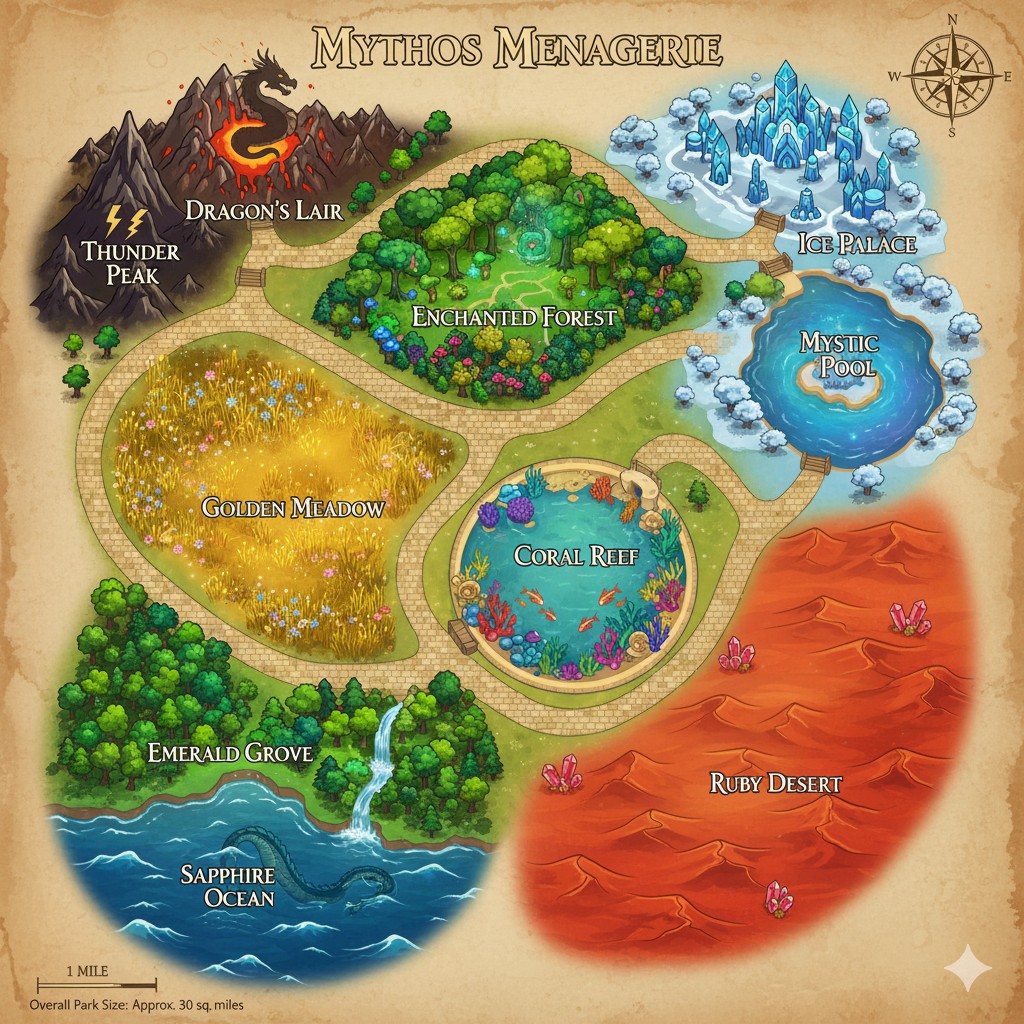 Mythos Menagerie
N
W E
S
Dragon's Lair
Thunder
Peak
Ice Palace
Enchanted Forest
Mystic
Pool
Golden Meadow
Coral Reef
Emerald Grove
Ruby Desert
Sapphire
Ocean
1 MILE
Overall Park Size: Approx. 30 sq. miles